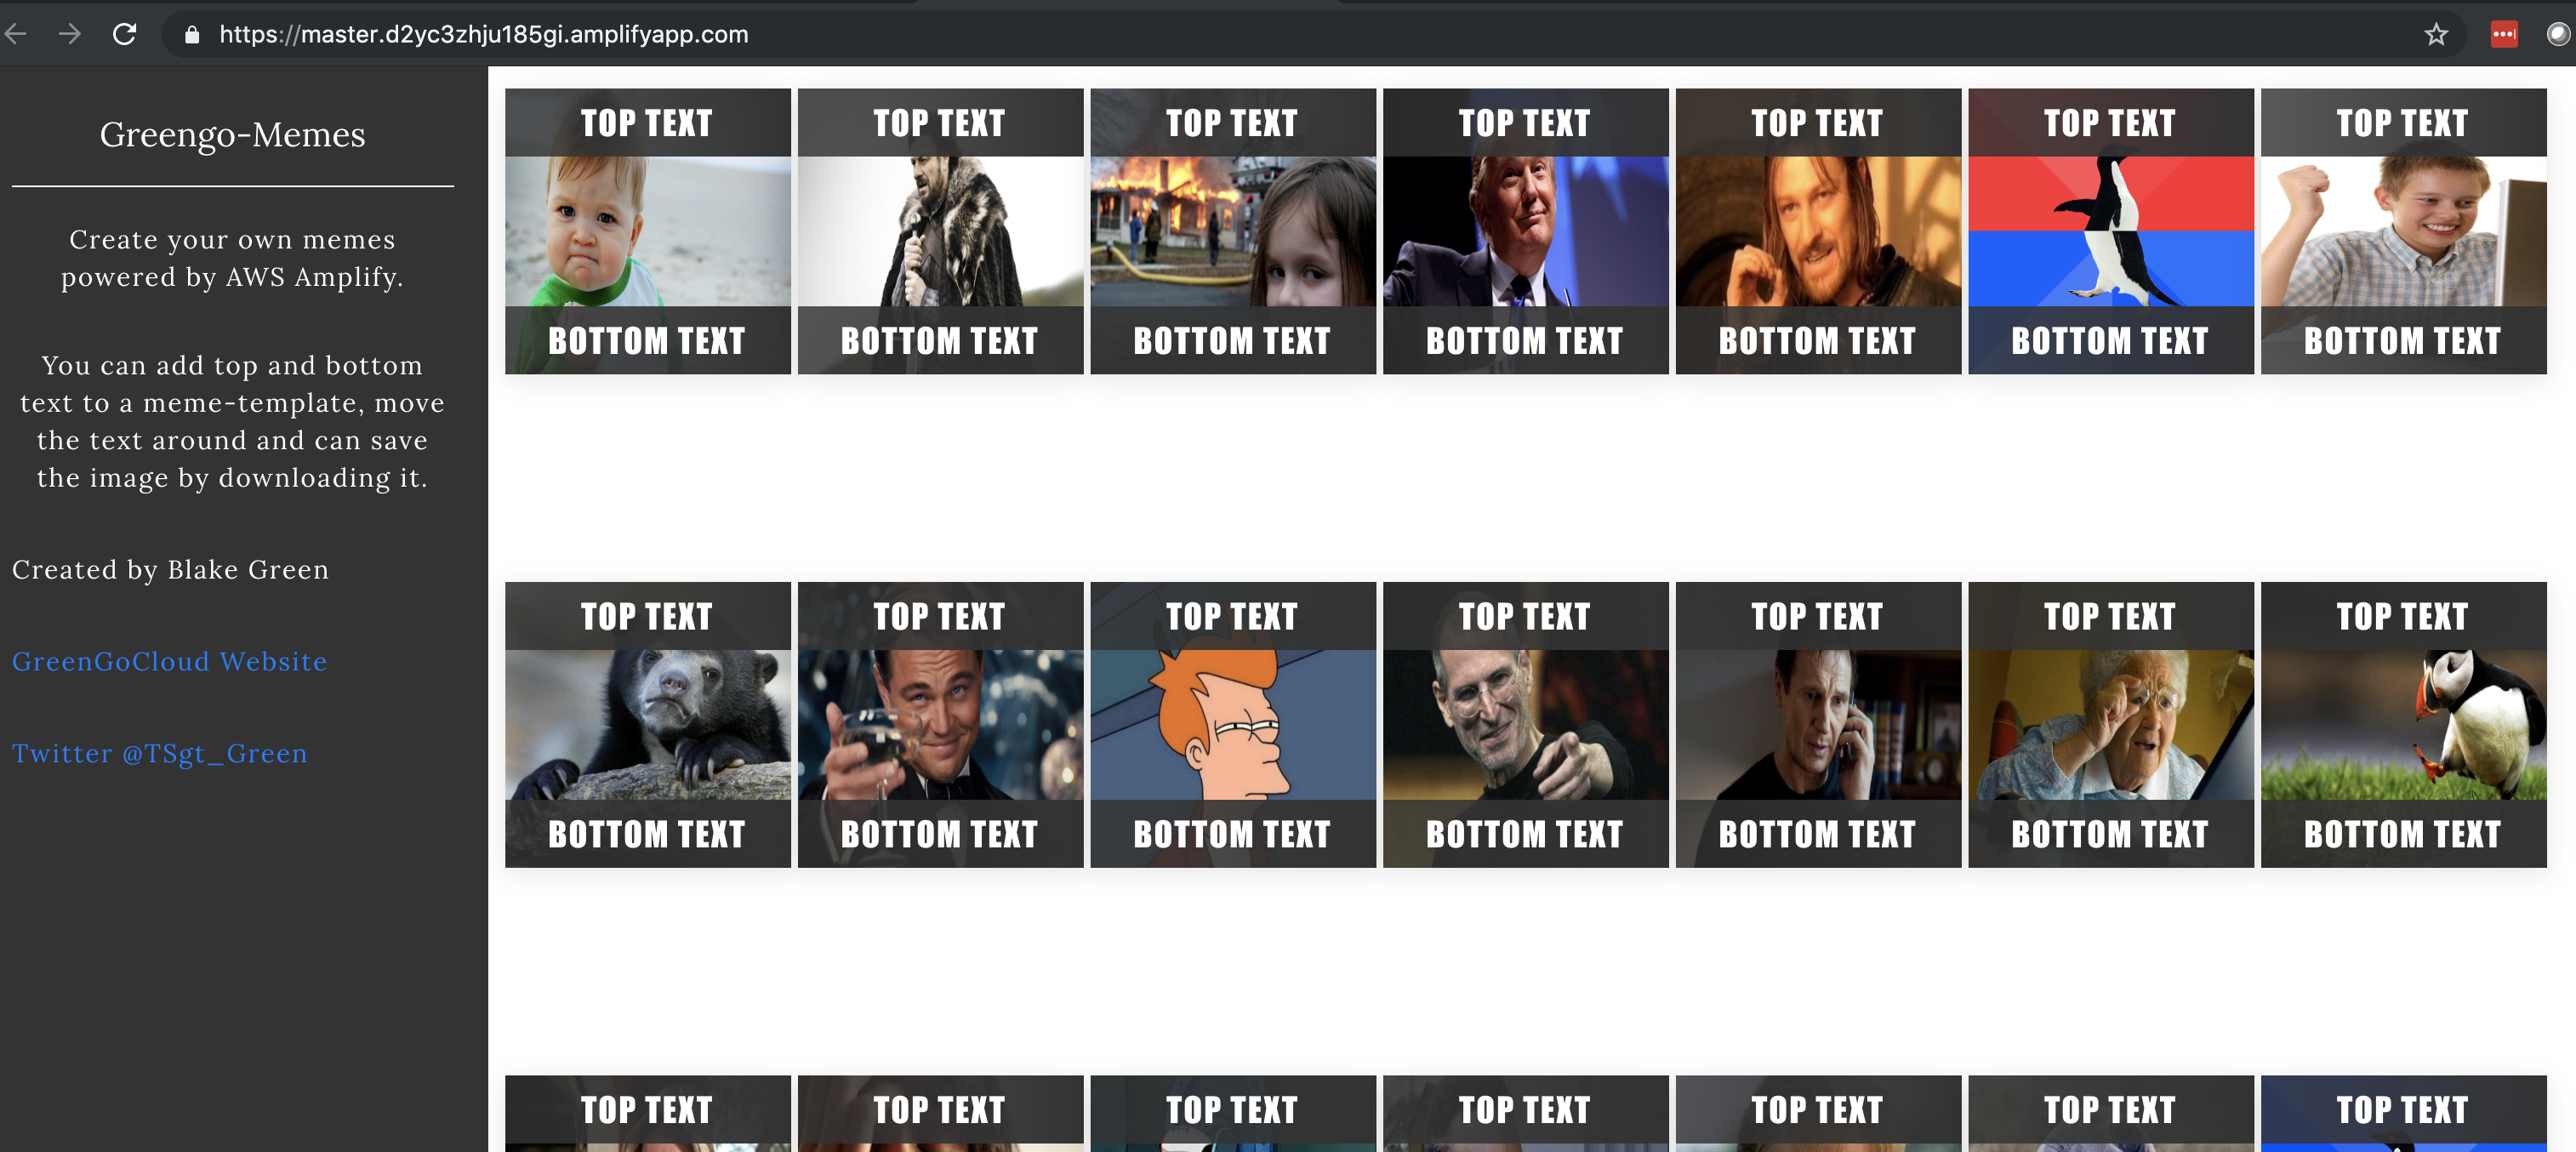 https://master.d2yc3zhju185gi.amplifyapp.com
Greengo-Memes
Create your own memes
powered by AWS Amplify.
You can add top and bottom
text to a meme-template, move
the text around and can save
the image by downloading it.
Created by Blake Green
GreenGoCloud Website
Twitter @TSgt_Green
TOP TEXT TOP TEXT TOP TEXT TOP TEXT TOP TEXT TOP TEXT TOP TEXT
BOTTOM TEXT BOTTOM TEXT BOTTOM TEXT BOTTOM TEXT BOTTOM TEXT BOTTOM TEXT BOTTOM TEXT
TOP TEXT TOP TEXT TOP TEXT TOP TEXT TOP TEXT TOP TEXT TOP TEXT
BOTTOM TEXT BOTTOM TEXT BOTTOM TEXT BOTTOM TEXT BOTTOM TEXT BOTTOM TEXT BOTTOM TEXT
TOP TEXT TOP TEXT TOP TEXT TOP TEXT TOP TEXT TOP TEXT TOP TEXT